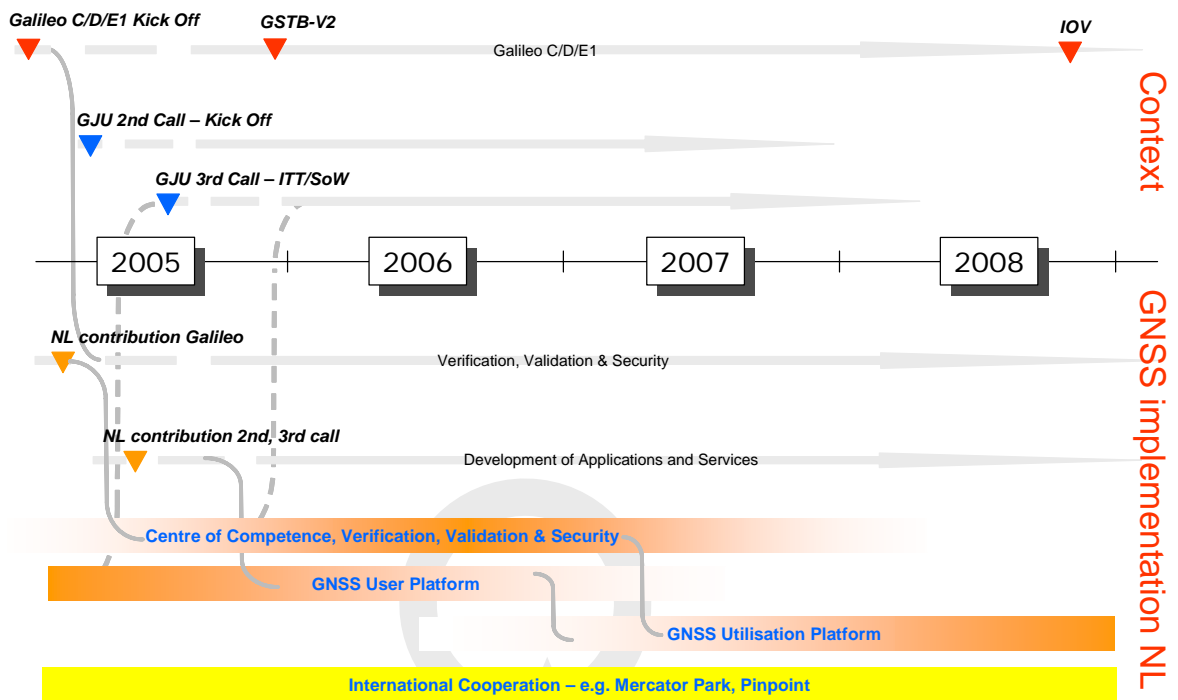 Galileo C/D/E1 Kick Off
GSTB-V2
IOV
Galileo C/D/E1
GJU 2nd Call – Kick Off
GJU 3rd Call – ITT/SoW
Context
2005
2006
2007
2008
NL contribution Galileo
Verification, Validation & Security
NL contribution 2nd, 3rd call
Development of Applications and Services
Centre of Competence, Verification, Validation & Security
GNSS User Platform
GNSS Utilisation Platform
International Cooperation – e.g. Mercator Park, Pinpoint
GNSS implementation NL